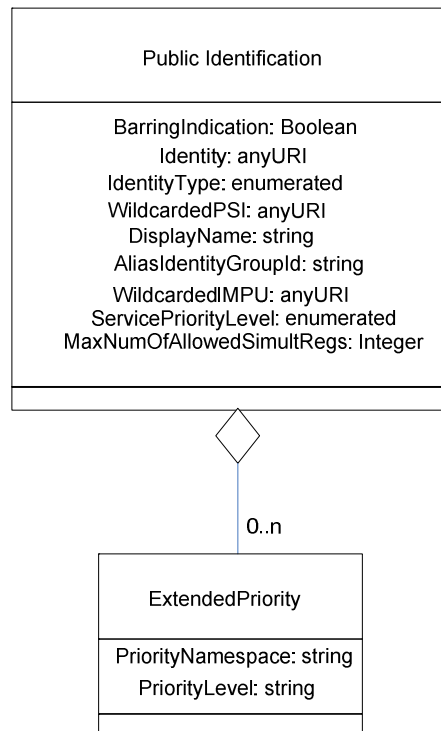 Public Identification
BarringIndication: Boolean
Identity: anyURI
IdentityType: enumerated
WildcardedPSI: anyURI
DisplayName: string
AliasIdentityGroupId: string
WildcardedIMPU: anyURI
ServicePriorityLevel: enumerated
MaxNumOfAllowedSimultRegs: Integer
0..n
ExtendedPriority
PriorityNamespace: string
PriorityLevel: string